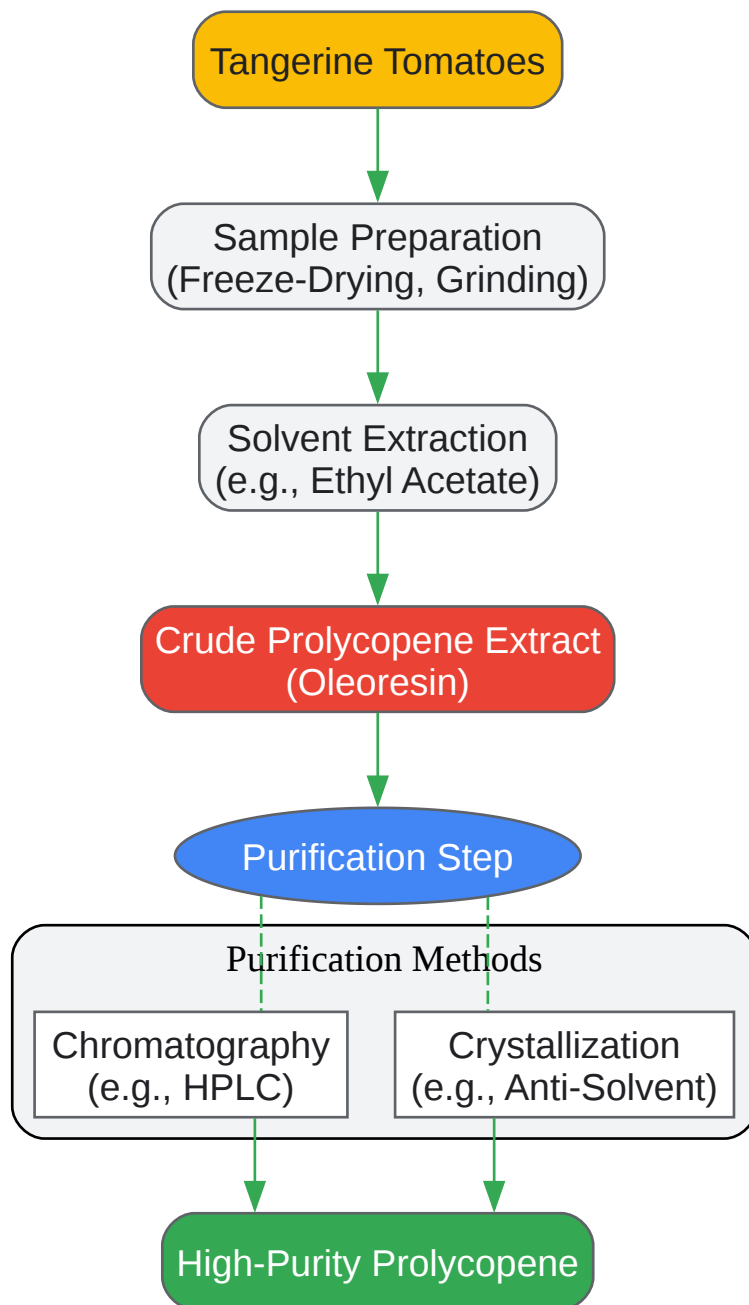 Tangerine Tomatoes
Sample Preparation
(Freeze-Drying, Grinding)
Solvent Extraction
(e.g., Ethyl Acetate)
Crude Prolycopene Extract
(Oleoresin)
Purification Step
Purification Methods
Chromatography
(e.g., HPLC)
Crystallization
(e.g., Anti-Solvent)
High-Purity Prolycopene